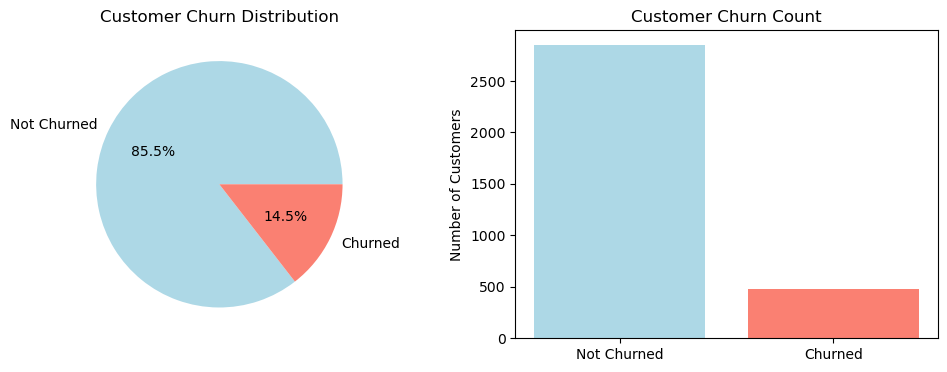 Customer Churn Distribution
Not Churned
85.5%
14.5%
Churned
Customer Churn Count
Number of Customers
2500
2000
1500
1000
500
0
Not Churned
Churned